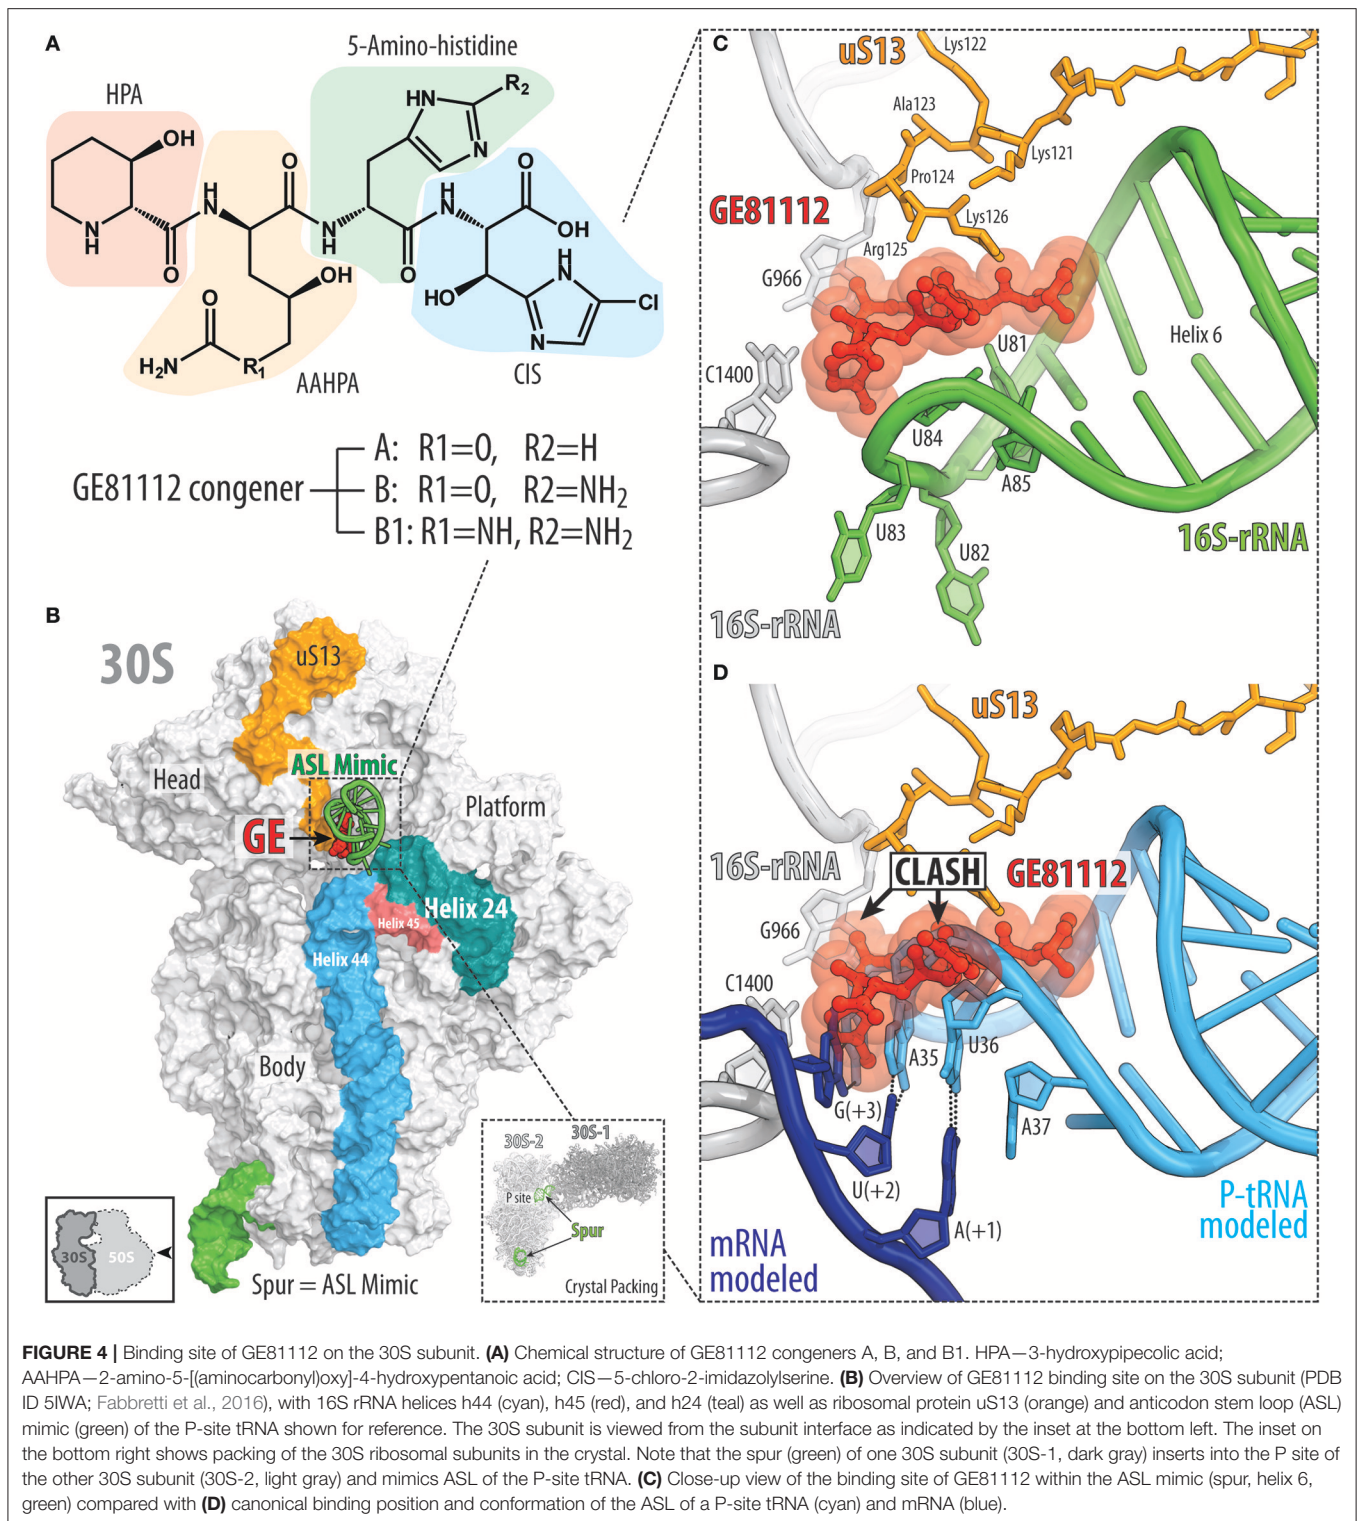 A
5-Amino-histidine
HPA
HN
R2
N
OH
O
O
H
N
N
H
O
N
H
H
N
O
OH
O
OH
HO
H
N
Cl
N
O
H2N
R1
AAHPA
CIS
GE81112 congener
A: R1=O, R2=H
B: R1=O, R2=NH2
B1: R1=NH, R2=NH2
B
30S
uS13
Head
ASL Mimic
Platform
GE
Helix 24
Helix 45
Helix 44
Body
30S
50S
Spur = ASL Mimic
30S-2
30S-1
P site
Spur
Crystal Packing
C
uS13
Lys122
Ala123
Lys121
Pro124
GE81112
Lys126
Arg125
G966
U81
Helix 6
C1400
U84
A85
U83
U82
16S-rRNA
16S-rRNA
D
uS13
16S-rRNA
CLASH
GE81112
G966
C1400
A35
U36
G(+3)
A37
U(+2)
A(+1)
P-tRNA
modeled
mRNA
modeled
FIGURE 4 | Binding site of GE81112 on the 30S subunit. (A) Chemical structure of GE81112 congeners A, B, and B1. HPA—3-hydroxypipecolic acid;
AAHPA—2-amino-5-[(aminocarbonyl)oxy]-4-hydroxypentanoic acid; CIS—5-chloro-2-imidazolylserine. (B) Overview of GE81112 binding site on the 30S subunit (PDB
ID 5IWA; Fabbretti et al., 2016), with 16S rRNA helices h44 (cyan), h45 (red), and h24 (teal) as well as ribosomal protein uS13 (orange) and anticodon stem loop (ASL)
mimic (green) of the P-site tRNA shown for reference. The 30S subunit is viewed from the subunit interface as indicated by the inset at the bottom left. The inset on
the bottom right shows packing of the 30S ribosomal subunits in the crystal. Note that the spur (green) of one 30S subunit (30S-1, dark gray) inserts into the P site of
the other 30S subunit (30S-2, light gray) and mimics ASL of the P-site tRNA. (C) Close-up view of the binding site of GE81112 within the ASL mimic (spur, helix 6,
green) compared with (D) canonical binding position and conformation of the ASL of a P-site tRNA (cyan) and mRNA (blue).